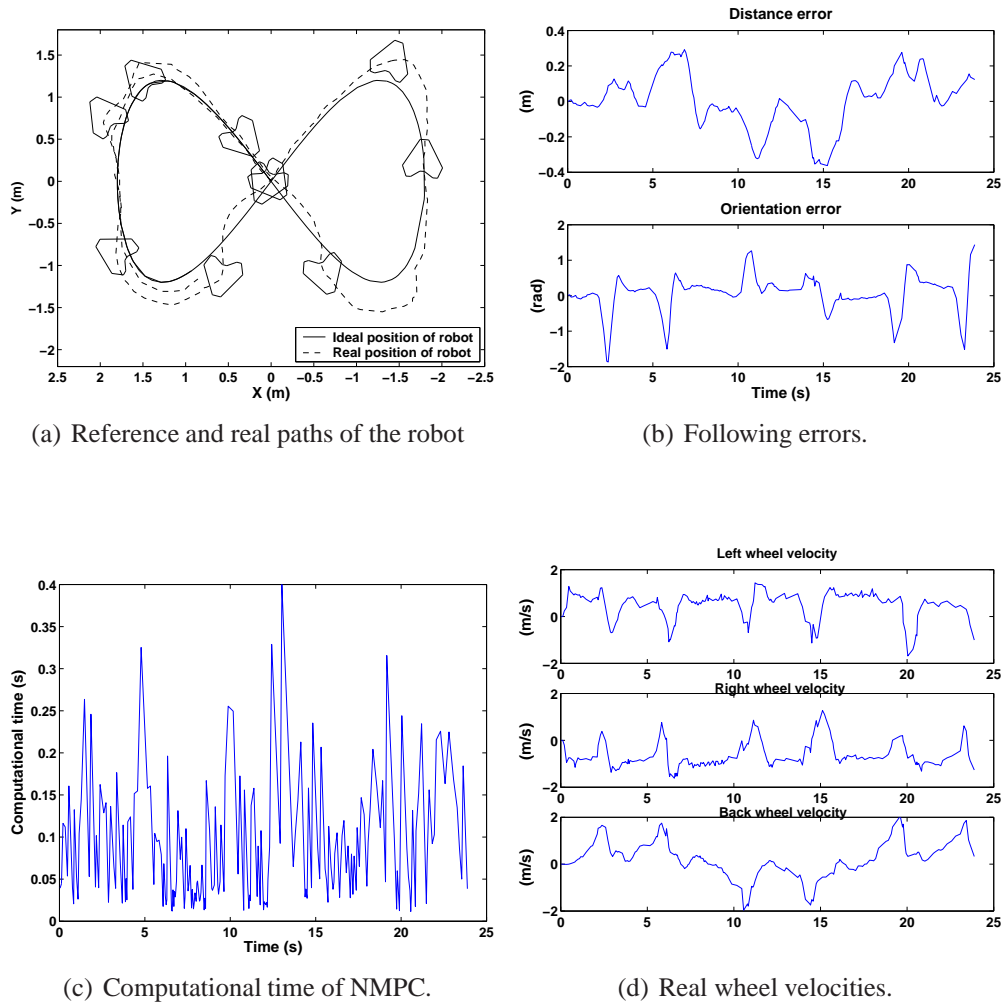 1.5
1
0.5
0
−0.5
−1
−1.5
−2
Y (m)
Ideal position of robot
Real position of robot
2.5 2 1.5 1 0.5 0 −0.5 −1 −1.5 −2 −2.5
X (m)
(a) Reference and real paths of the robot
Distance error
0.4
0.2
0
−0.2
−0.4
(m)
0 5 10 15 20 25
Orientation error
2
1
0
−1
−2
(rad)
0 5 10 15 20 25
Time (s)
(b) Following errors.
0.4
0.35
0.3
0.25
0.2
0.15
0.1
0.05
0
Computational time (s)
0 5 10 15 20 25
Time (s)
(c) Computational time of NMPC.
Left wheel velocity
2
0
−2
(m/s)
0 5 10 15 20 25
Right wheel velocity
2
0
−2
(m/s)
0 5 10 15 20 25
Back wheel velocity
2
0
−2
(m/s)
0 5 10 15 20 25
(d) Real wheel velocities.